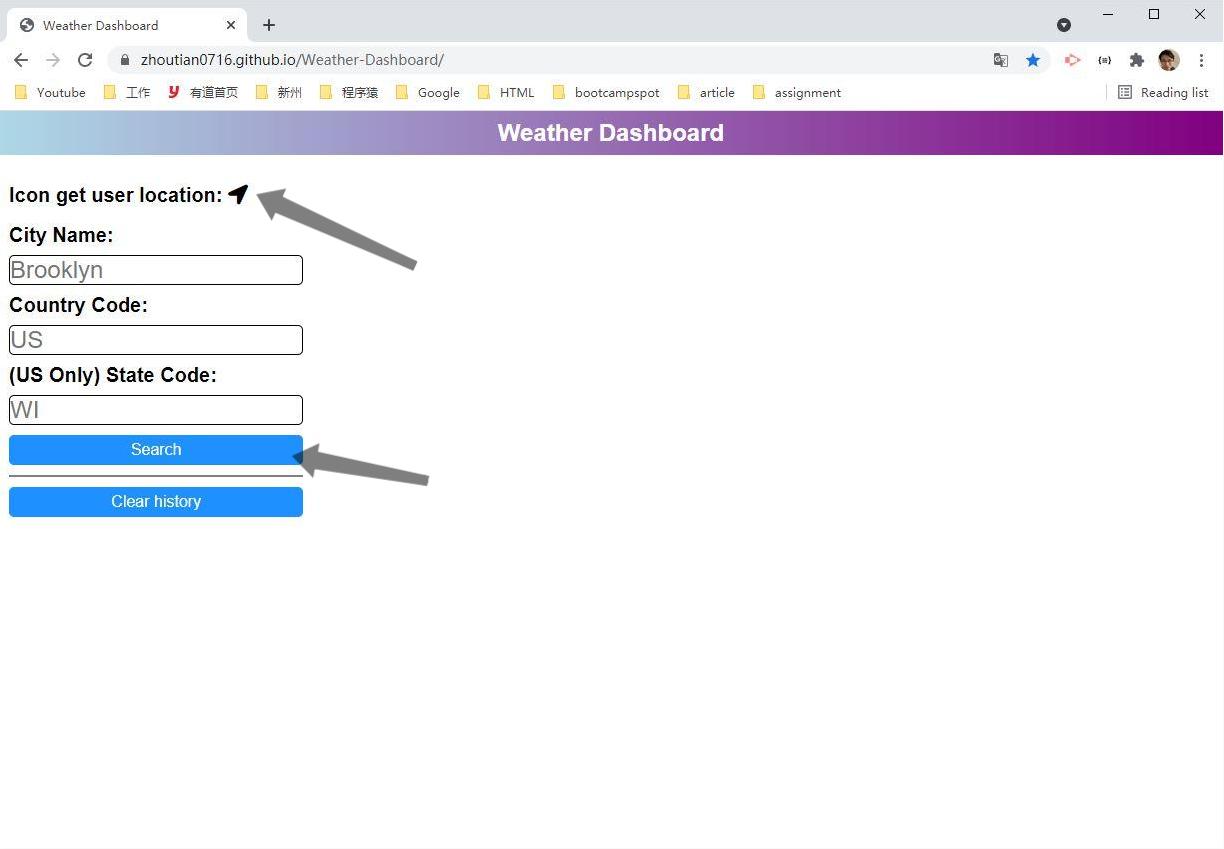 Weather Dashboard
zhoutian0716.github.io/Weather-Dashboard/
Youtube 工作 有道首页 新州 程序猿 Google HTML bootcampspot article assignment Reading list
Weather Dashboard
Icon get user location:
City Name:
Brooklyn
Country Code:
US
(US Only) State Code:
WI
Search
Clear history